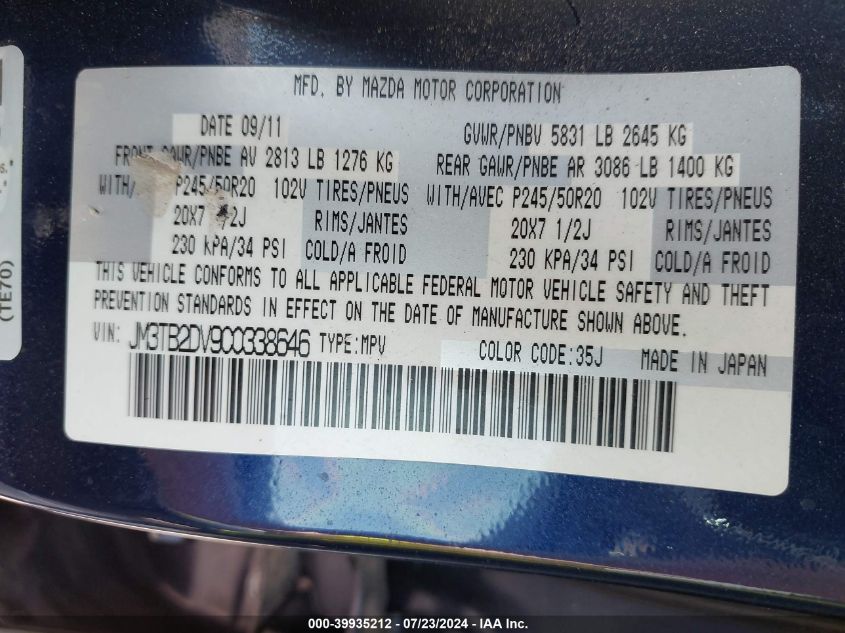 MFD. BY MAZDA MOTOR CORPORATION
DATE 09/11 GVWR/PNBV 5831 LB 2645 KG
FRONT GAWR/PNBE AV 2813 LB 1276 KG REAR GAWR/PNBE AR 3086 LB 1400 KG
WITH/ P245/50R20 102V TIRES/PNEUS WITH/AVEC P245/50R20 102V TIRES/PNEUS
20X7 1/2J RIMS/JANTES 20X7 1/2J RIMS/JANTES
230 KPA/34 PSI COLD/A FROID 230 KPA/34 PSI COLD/A FROID
THIS VEHICLE CONFORMS TO ALL APPLICABLE FEDERAL MOTOR VEHICLE SAFETY AND THEFT
PREVENTION STANDARDS IN EFFECT ON THE DATE OF MANUFACTURE SHOWN ABOVE.
VIN: JM3TB2DV9C0338646 TYPE:MPV COLOR CODE:35J MADE IN JAPAN
(TE70)
000-39935212 - 07/23/2024 - IAA Inc.